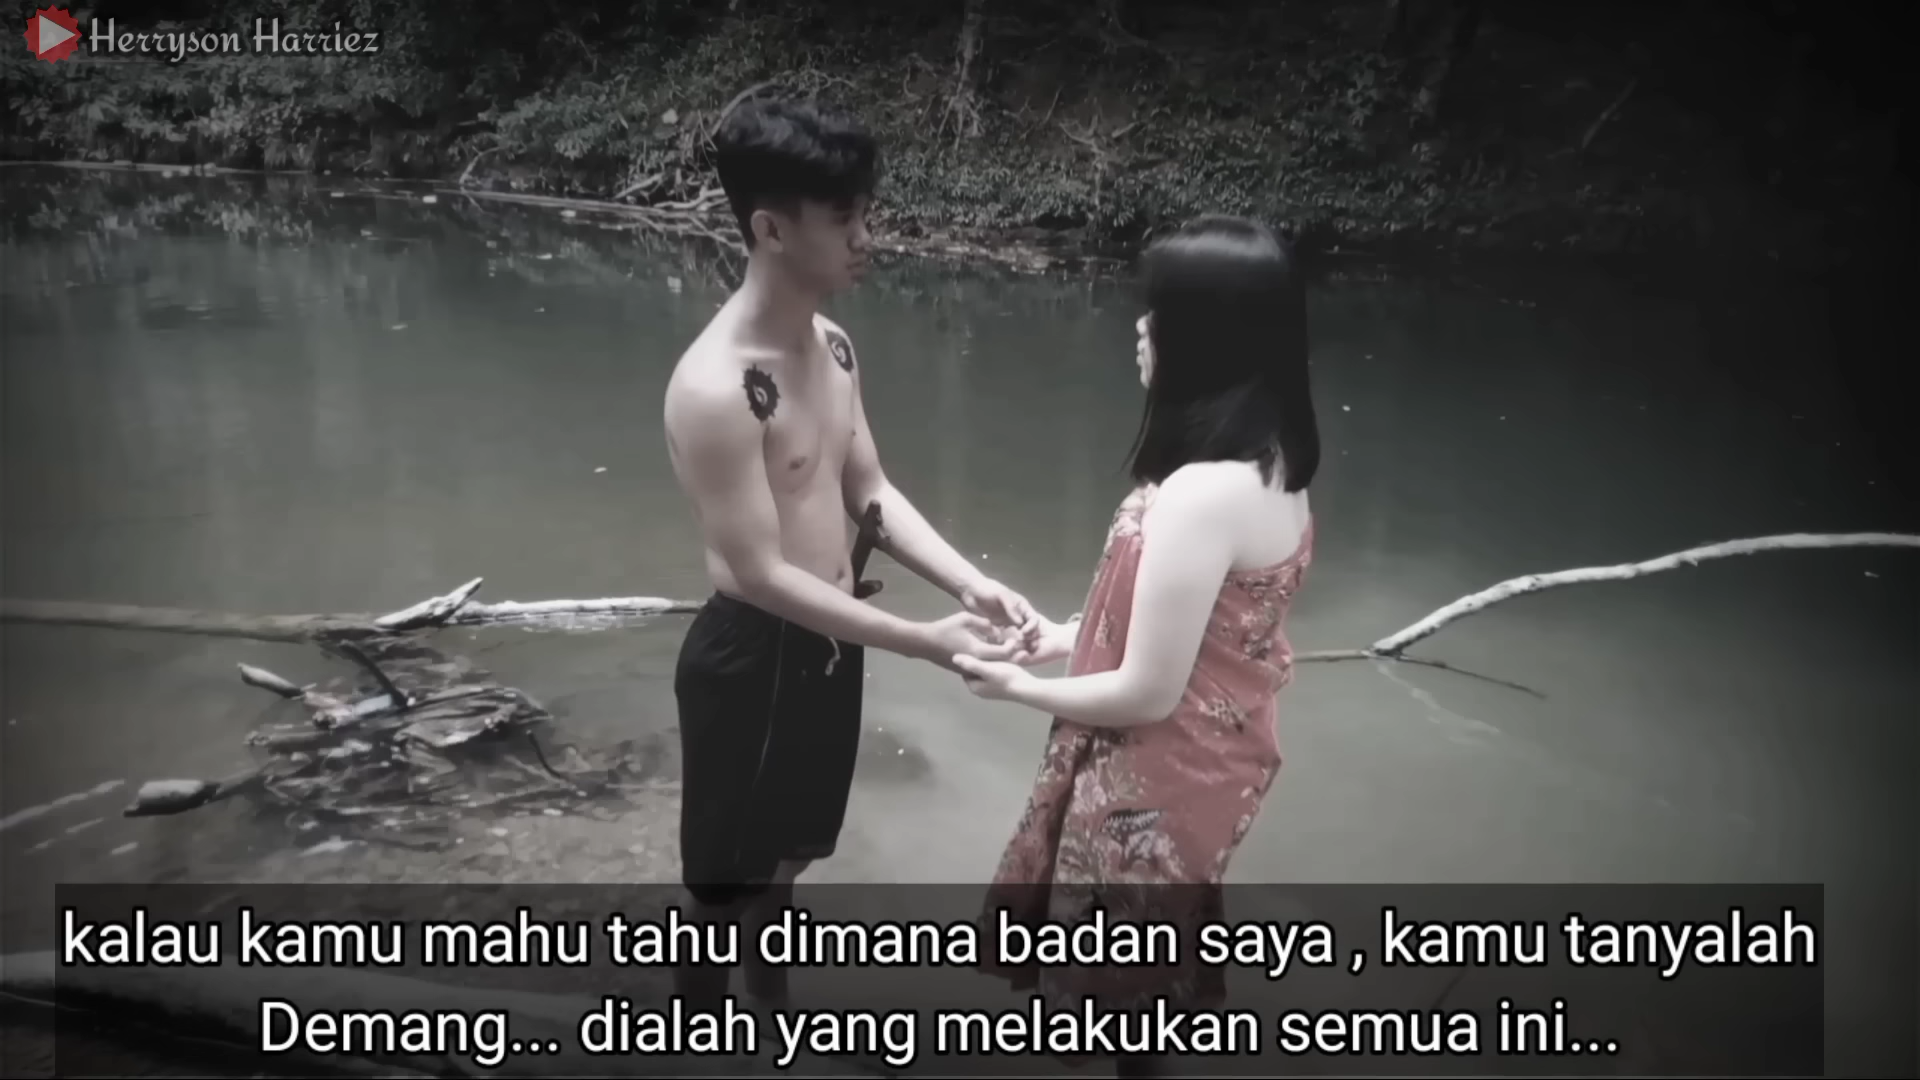 Herryson Harriez
kalau kamu mahu tahu dimana badan saya , kamu tanyalah
Demang... dialah yang melakukan semua ini...